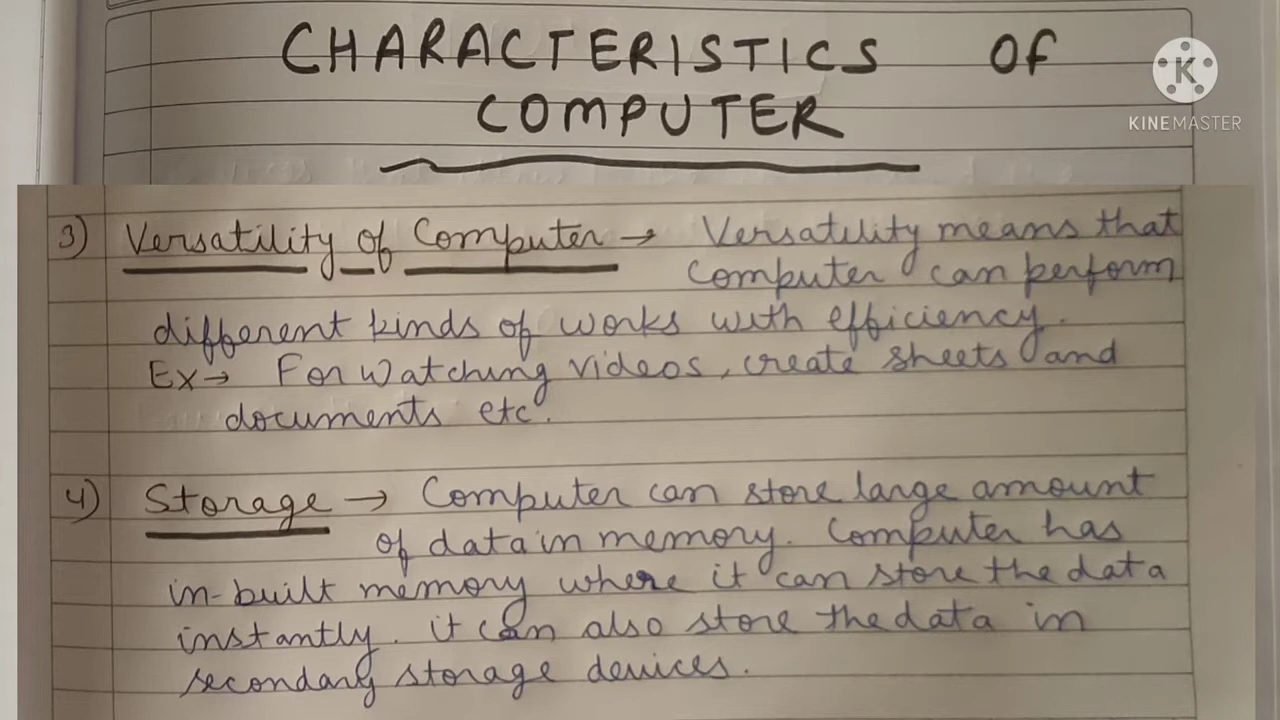 CHARACTERISTICS OF
COMPUTER
K
KINEMASTER
3) Versatility of Computer → Versatility means that
Computer can perform
different kinds of works with efficiency.
Ex → For watching videos, create sheets and
documents etc.
4) Storage → Computer can store large amount
of data in memory. Computer has
in-built memory where it can store the data
instantly. it can also store the data in
secondary storage devices.